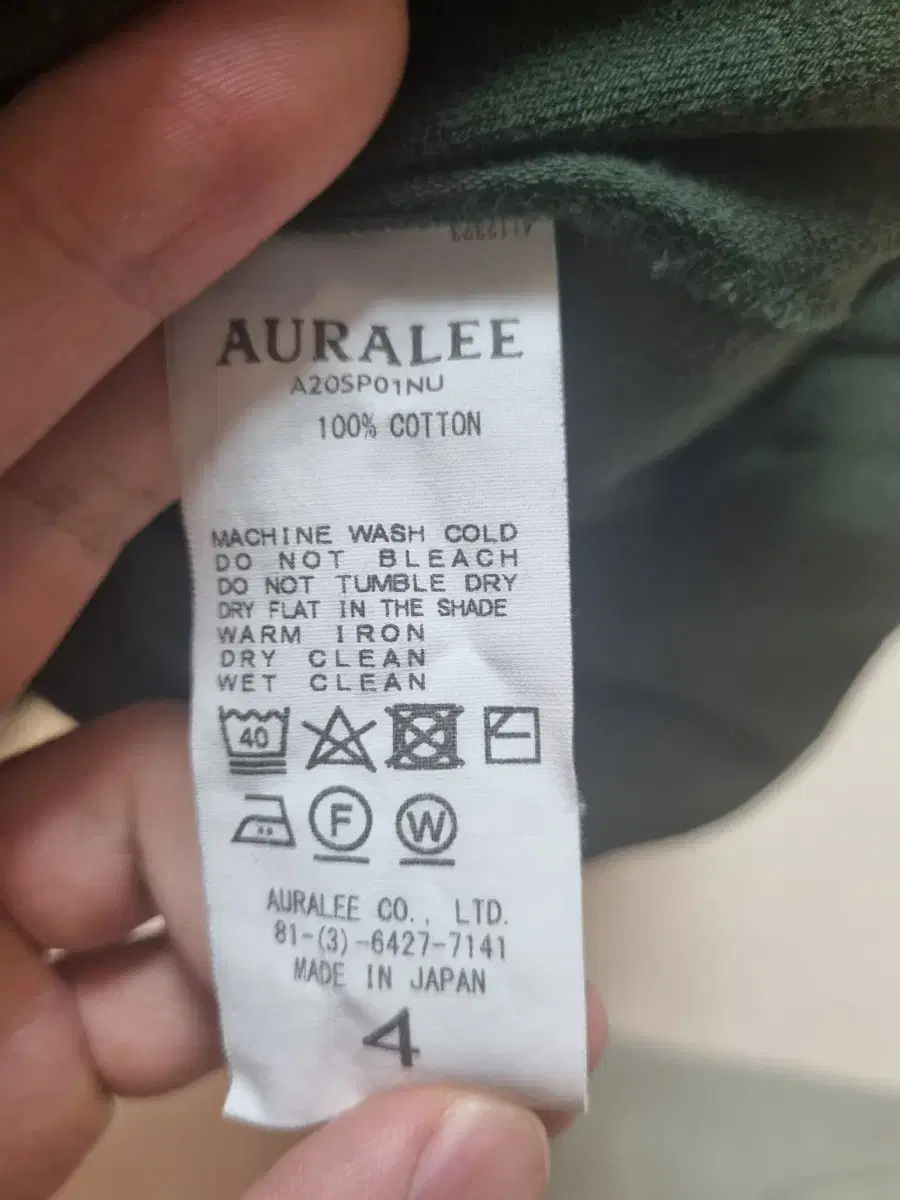 AURALEE
A20SP01NU
100% COTTON
MACHINE WASH COLD
DO NOT BLEACH
DO NOT TUMBLE DRY
DRY FLAT IN THE SHADE
WARM IRON
DRY CLEAN
WET CLEAN
40
F W
AURALEE CO., LTD.
81-(3)-6427-7141
MADE IN JAPAN
4